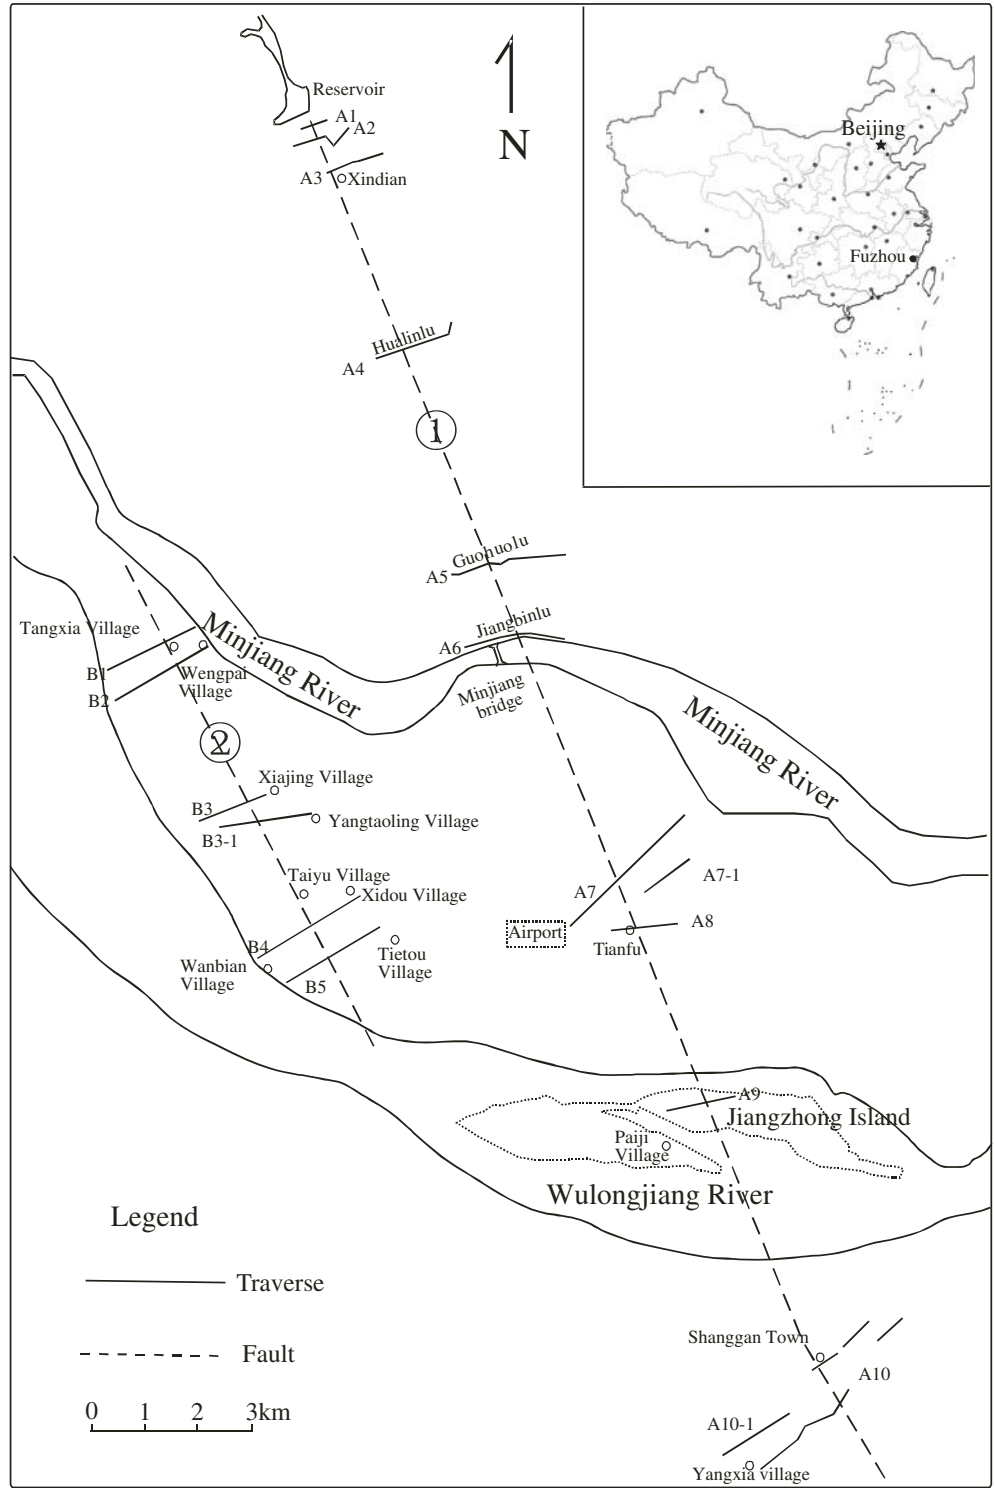 Reservoir
A1
A2
N
A3
Xindian
Beijing
Fuzhou
Hualinlu
A4
1
Guohuolu
A5
Jiangbinlu
A6
Minjiang
bridge
Minjiang River
Minjiang River
Tangxia Village
B1
B2
Wengpai
Village
2
Xiajing Village
B3
B3-1
Yangtaoling Village
Taiyu Village
Xidou Village
B4
Wanbian
Village
B5
Tietou
Village
A7
A7-1
A8
Airport
Tianfu
A9
Jiangzhong Island
Paiji
Village
Wulongjiang River
Legend
Traverse
Fault
0 1 2 3km
Shanggan Town
A10
A10-1
Yangxia village